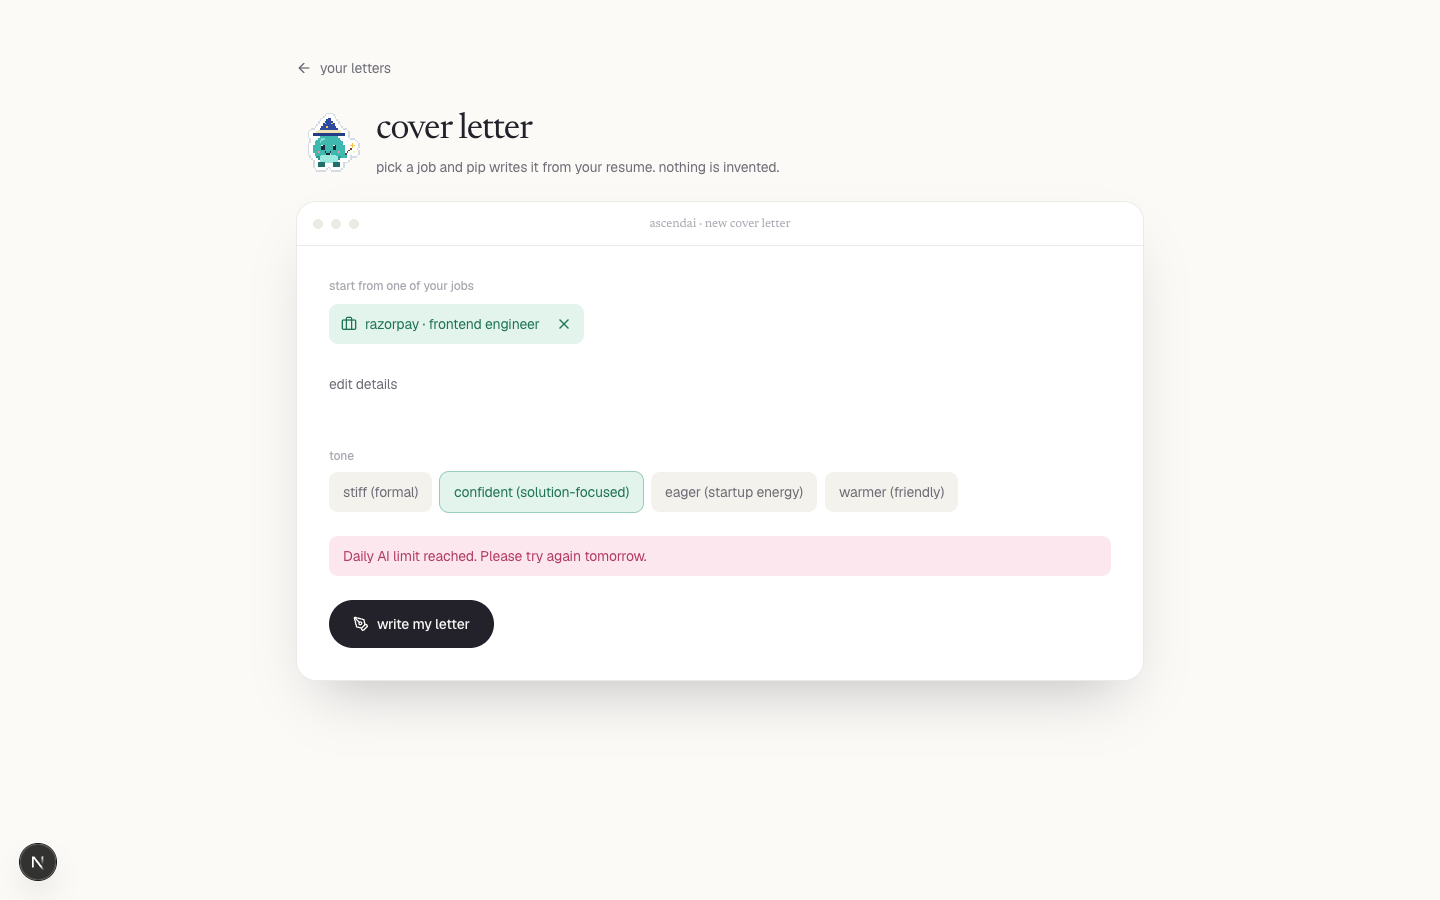 your letters
cover letter
pick a job and pip writes it from your resume. nothing is invented.
ascendai · new cover letter
start from one of your jobs
razorpay · frontend engineer
edit details
tone
stiff (formal)
confident (solution-focused)
eager (startup energy)
warmer (friendly)
Daily AI limit reached. Please try again tomorrow.
write my letter
N